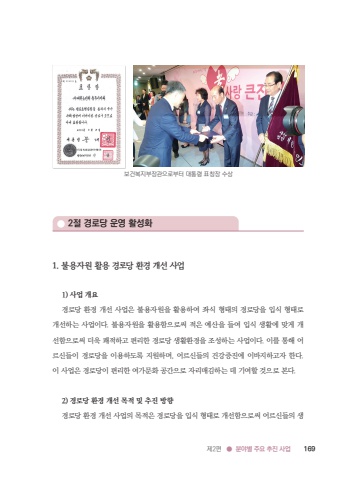 표 창 장
사랑 큰잔
보건복지부장관으로부터 대통령 표창장 수상
2절 경로당 운영 활성화
1. 불용자원 활용 경로당 환경 개선 사업
1) 사업 개요
경로당 환경 개선 사업은 불용자원을 활용하여 좌식 형태의 경로당을 입식 형태로
개선하는 사업이다. 불용자원을 활용함으로써 적은 예산을 들여 입식 생활에 맞게 개
선함으로써 더욱 쾌적하고 편리한 경로당 생활환경을 조성하는 사업이다. 이를 통해 어
르신들이 경로당을 이용하도록 지원하며, 어르신들의 건강증진에 이바지하고자 한다.
이 사업은 경로당이 편리한 여가문화 공간으로 자리매김하는 데 기여할 것으로 본다.
2) 경로당 환경 개선 목적 및 추진 방향
경로당 환경 개선 사업의 목적은 경로당을 입식 형태로 개선함으로써 어르신들의 생
제2편 ● 분야별 주요 추진 사업 169